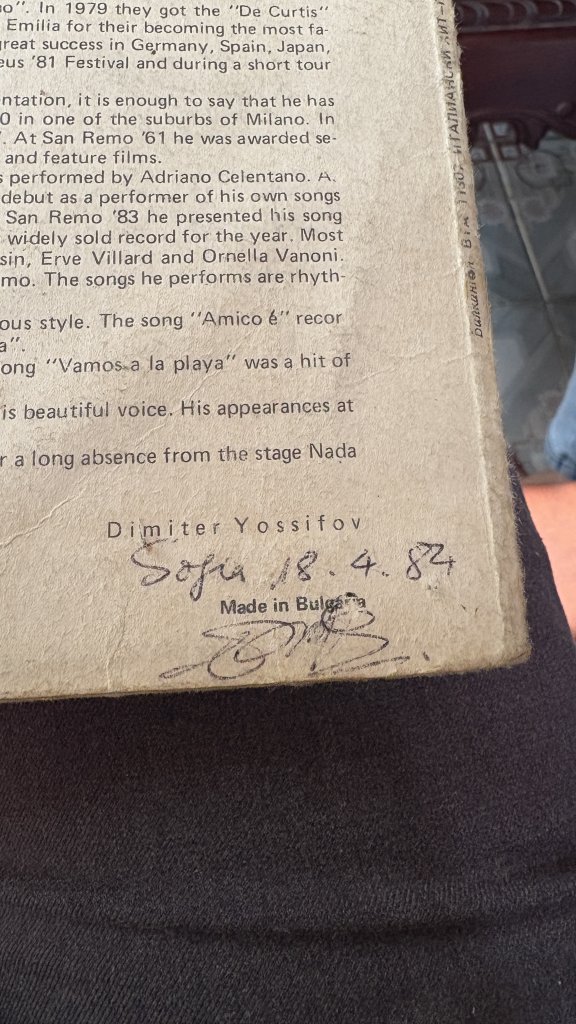 o". In 1979 they got the "De Curtis"
Emilia for their becoming the most fa-
reat success in Germany, Spain, Japan,
eus '81 Festival and during a short tour
ntation, it is enough to say that he has
0 in one of the suburbs of Milano. In
. At San Remo '61 he was awarded se-
and feature films.
s performed by Adriano Celentano. A.
debut as a performer of his own songs
San Remo '83 he presented his song
widely sold record for the year. Most
sin, Erve Villard and Ornella Vanoni.
mo. The songs he performs are rhyth-
ous style. The song "Amico é" recor
a".
ong "Vamos a la playa" was a hit of
is beautiful voice. His appearances at
r a long absence from the stage Nada
Dimiter Yossifov
Sofia 18.4.84
Made in Bulgaria
Балкантон ВТА 11303 ИТАЛИАНСКИ ХИТ